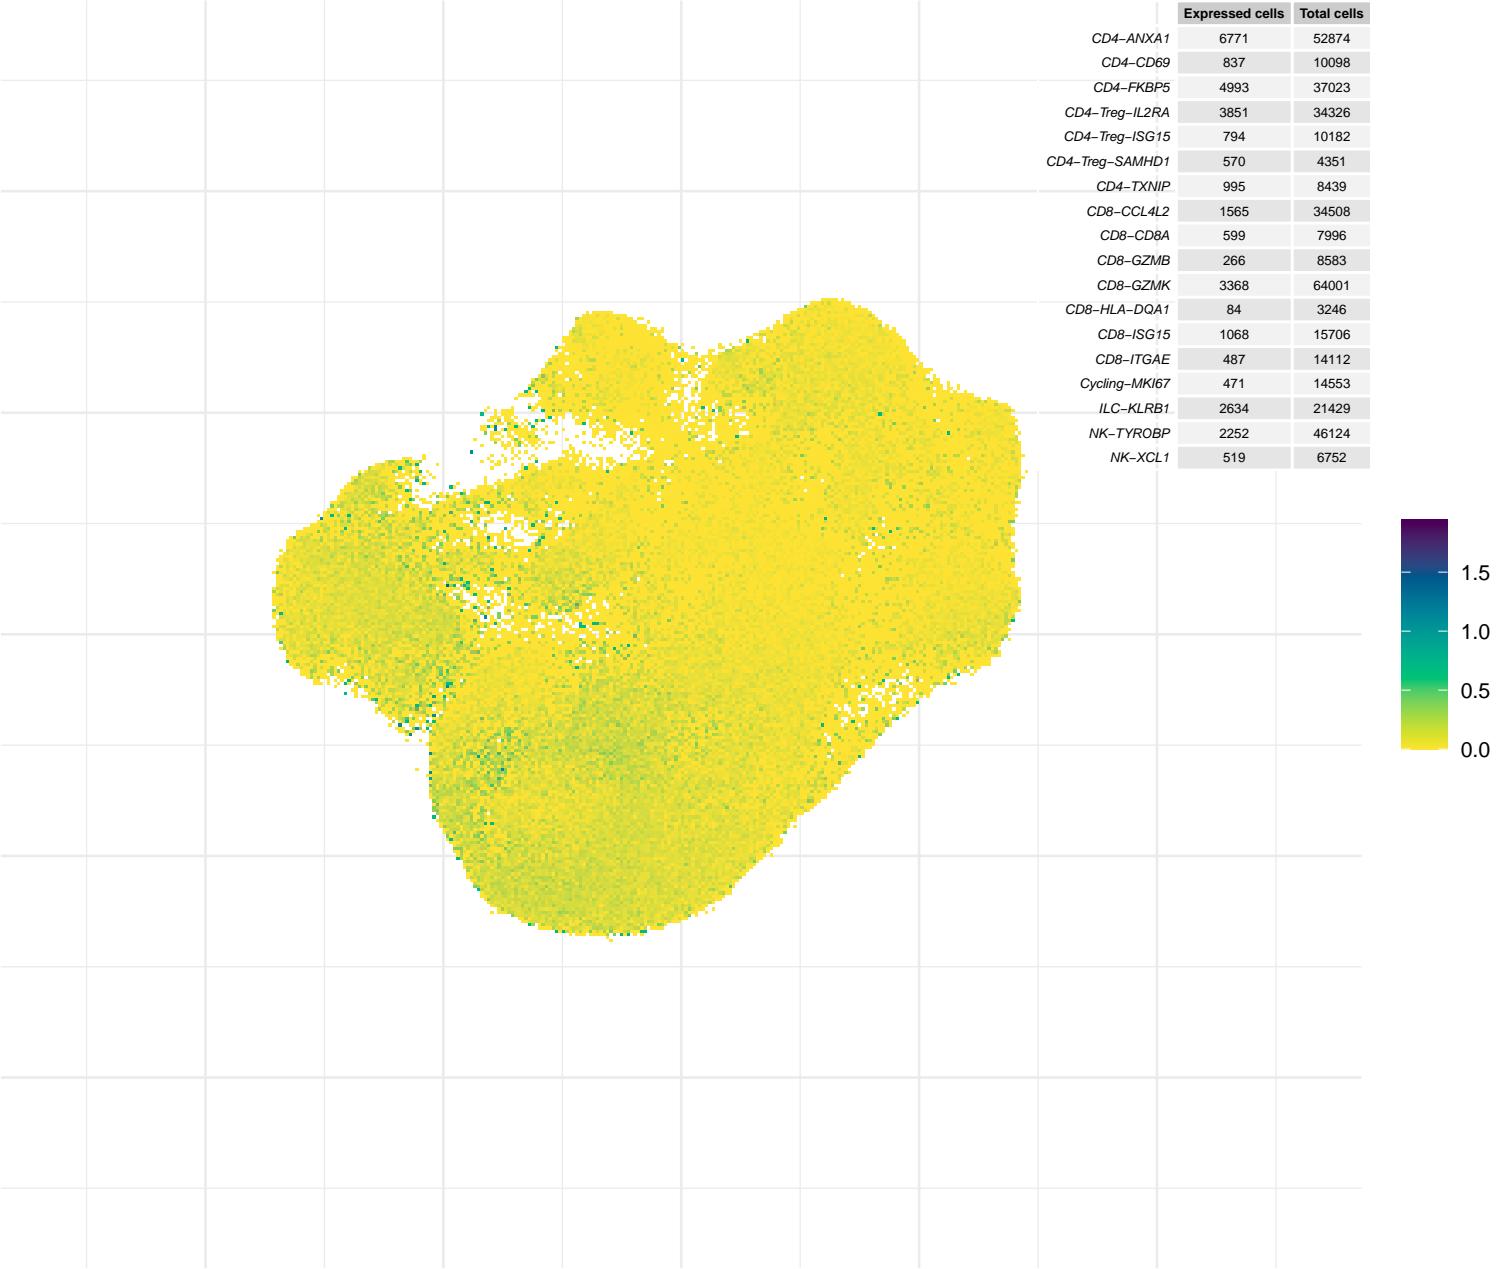 Expressed cells Total cells
CD4−ANXA1 6771 52874
CD4−CD69 837 10098
CD4−FKBP5 4993 37023
CD4−Treg−IL2RA 3851 34326
CD4−Treg−ISG15 794 10182
CD4−Treg−SAMHD1 570 4351
CD4−TXNIP 995 8439
CD8−CCL4L2 1565 34508
CD8−CD8A 599 7996
CD8−GZMB 266 8583
CD8−GZMK 3368 64001
CD8−HLA−DQA1 84 3246
CD8−ISG15 1068 15706
CD8−ITGAE 487 14112
Cycling−MKI67 471 14553
ILC−KLRB1 2634 21429
NK−TYROBP 2252 46124
NK−XCL1 519 6752
1.5
1.0
0.5
0.0